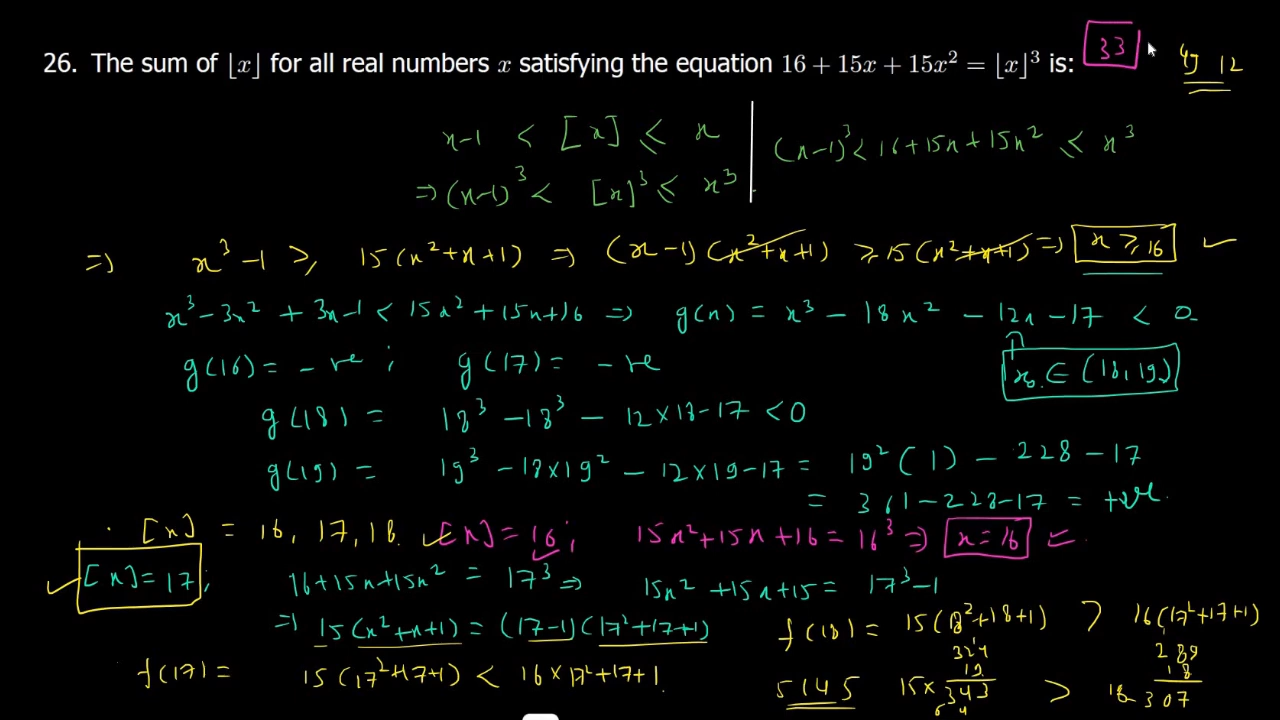 26. The sum of ⌊x⌋ for all real numbers x satisfying the equation 16 + 15x + 15x² = ⌊x⌋³ is: 33
x-1 < [x] ≤ x
⇒ (x-1)³ < [x]³ ≤ x³
(x-1)³ < 16+15x+15x² ≤ x³
⇒ x³-1 ≥ 15(x²+x+1) ⇒ (x-1)(x²+x+1) ≥ 15(x²+x+1) ⇒ x ≥ 16
x³-3x²+3x-1 < 15x²+15x+16 ⇒ g(x) = x³-18x²-12x-17 < 0
g(16) = -ve ; g(17) = -ve
x₀ ∈ (18,19)
g(18) = 18³-18³-12×18-17 < 0
g(19) = 19³-18×19²-12×19-17 = 19²(1)-228-17
= 361-228-17 = +ve.
∴ [x] = 16, 17, 18. [x] = 16; 15x²+15x+16 = 16³ ⇒ x=16
[x]=17; 16+15x+15x² = 17³ ⇒ 15x²+15x+15 = 17³-1
⇒ 15(x²+x+1) = (17-1)(17²+17+1)
f(18) = 15(18²+18+1) > 16(17²+17+1)
324
19
289
18
f(17) = 15(17²+17+1) < 16×17²+17+1.
5145 15×343 > 307